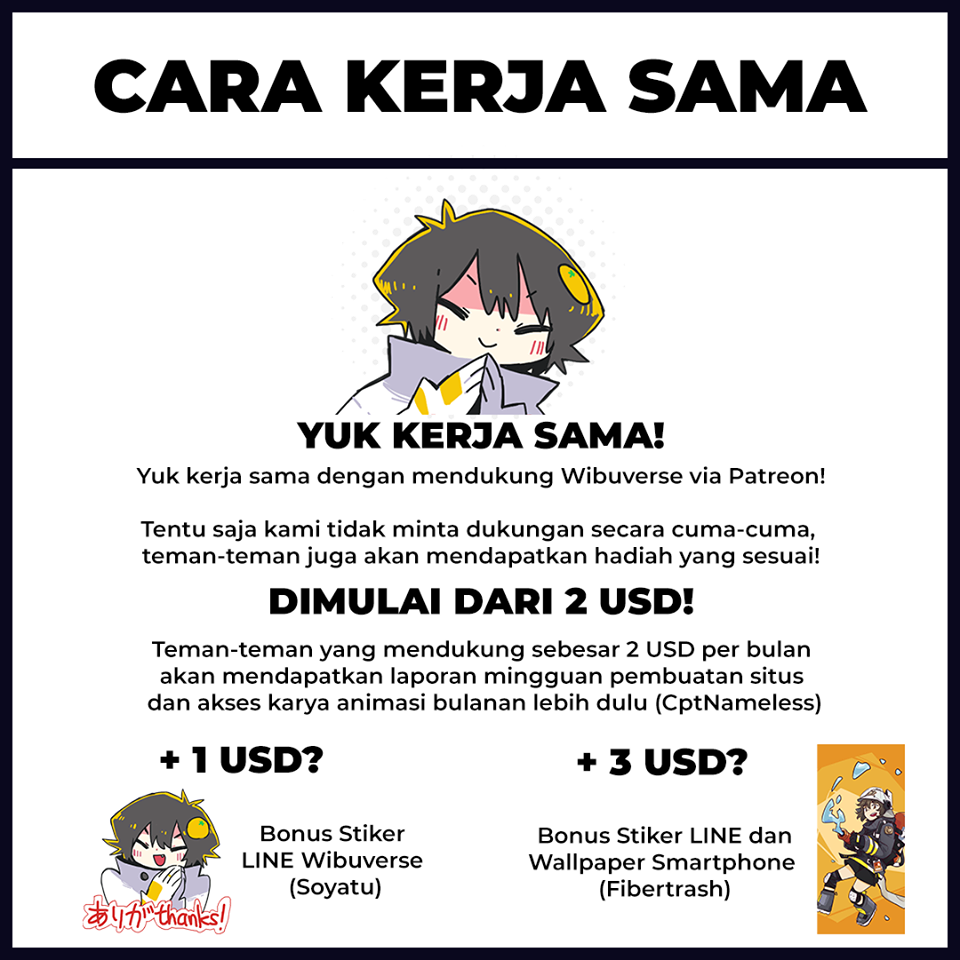 CARA KERJA SAMA
YUK KERJA SAMA!
Yuk kerja sama dengan mendukung Wibuverse via Patreon!
Tentu saja kami tidak minta dukungan secara cuma-cuma,
teman-teman juga akan mendapatkan hadiah yang sesuai!
DIMULAI DARI 2 USD!
Teman-teman yang mendukung sebesar 2 USD per bulan
akan mendapatkan laporan mingguan pembuatan situs
dan akses karya animasi bulanan lebih dulu (CptNameless)
+ 1 USD?
Bonus Stiker
LINE Wibuverse
(Soyatu)
ありがthanks!
+ 3 USD?
Bonus Stiker LINE dan
Wallpaper Smartphone
(Fibertrash)